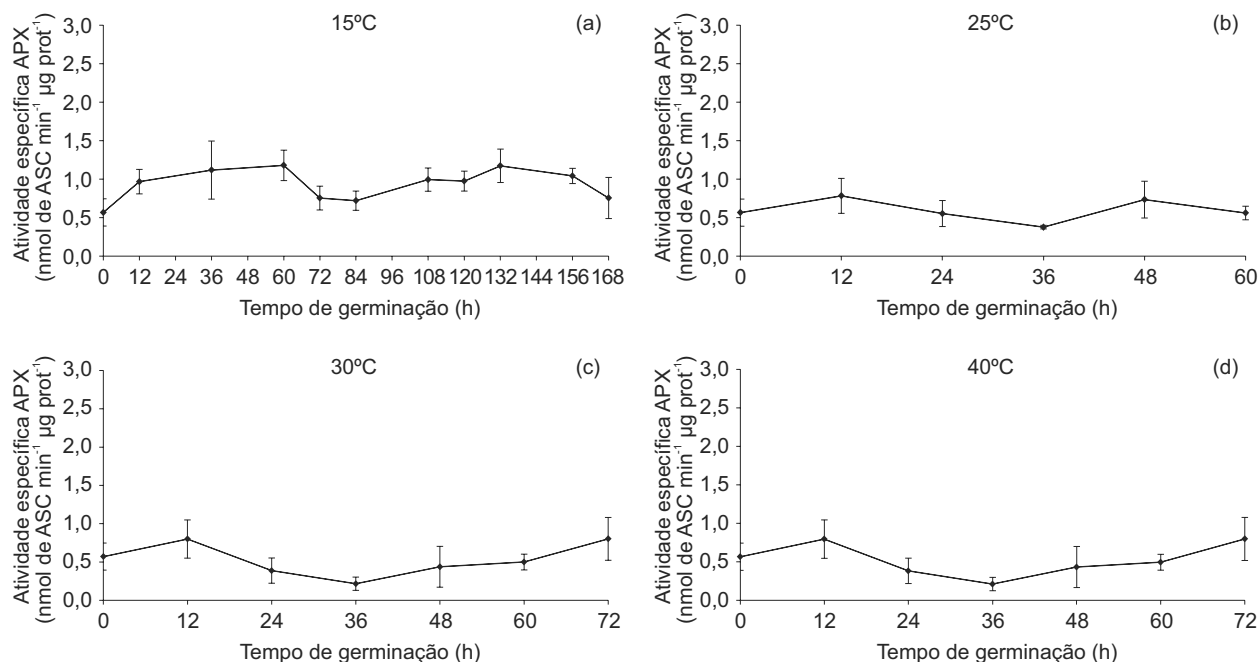 15ºC
(a)
Atividade específica APX
(nmol de ASC min⁻¹ µg prot⁻¹)
3,0
2,5
2,0
1,5
1,0
0,5
0,0
0 12 24 36 48 60 72 84 96 108 120 132 144 156 168
Tempo de germinação (h)
25ºC
(b)
Atividade específica APX
(nmol de ASC min⁻¹ µg prot⁻¹)
3,0
2,5
2,0
1,5
1,0
0,5
0,0
0 12 24 36 48 60
Tempo de germinação (h)
30ºC
(c)
Atividade específica APX
(nmol de ASC min⁻¹ µg prot⁻¹)
3,0
2,5
2,0
1,5
1,0
0,5
0,0
0 12 24 36 48 60 72
Tempo de germinação (h)
40ºC
(d)
Atividade específica APX
(nmol de ASC min⁻¹ µg prot⁻¹)
3,0
2,5
2,0
1,5
1,0
0,5
0,0
0 12 24 36 48 60 72
Tempo de germinação (h)